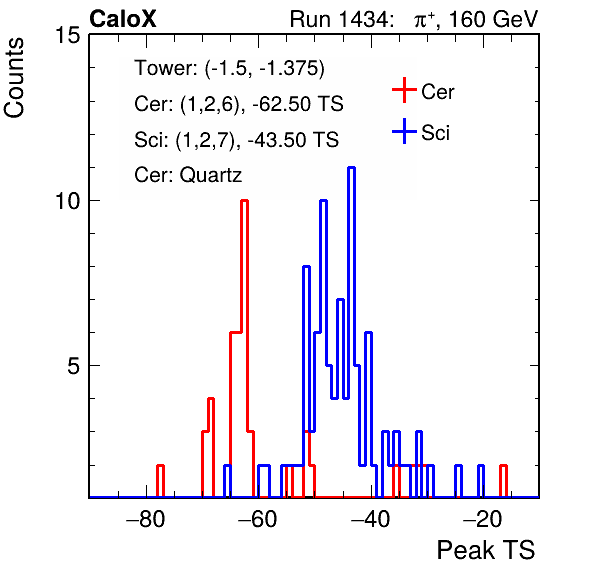 CaloX Run 1434: π⁺, 160 GeV
Counts
15
Tower: (-1.5, -1.375)
Cer: (1,2,6), -62.50 TS
Sci: (1,2,7), -43.50 TS
Cer: Quartz
Cer
Sci
10
5
−80 −60 −40 −20
Peak TS